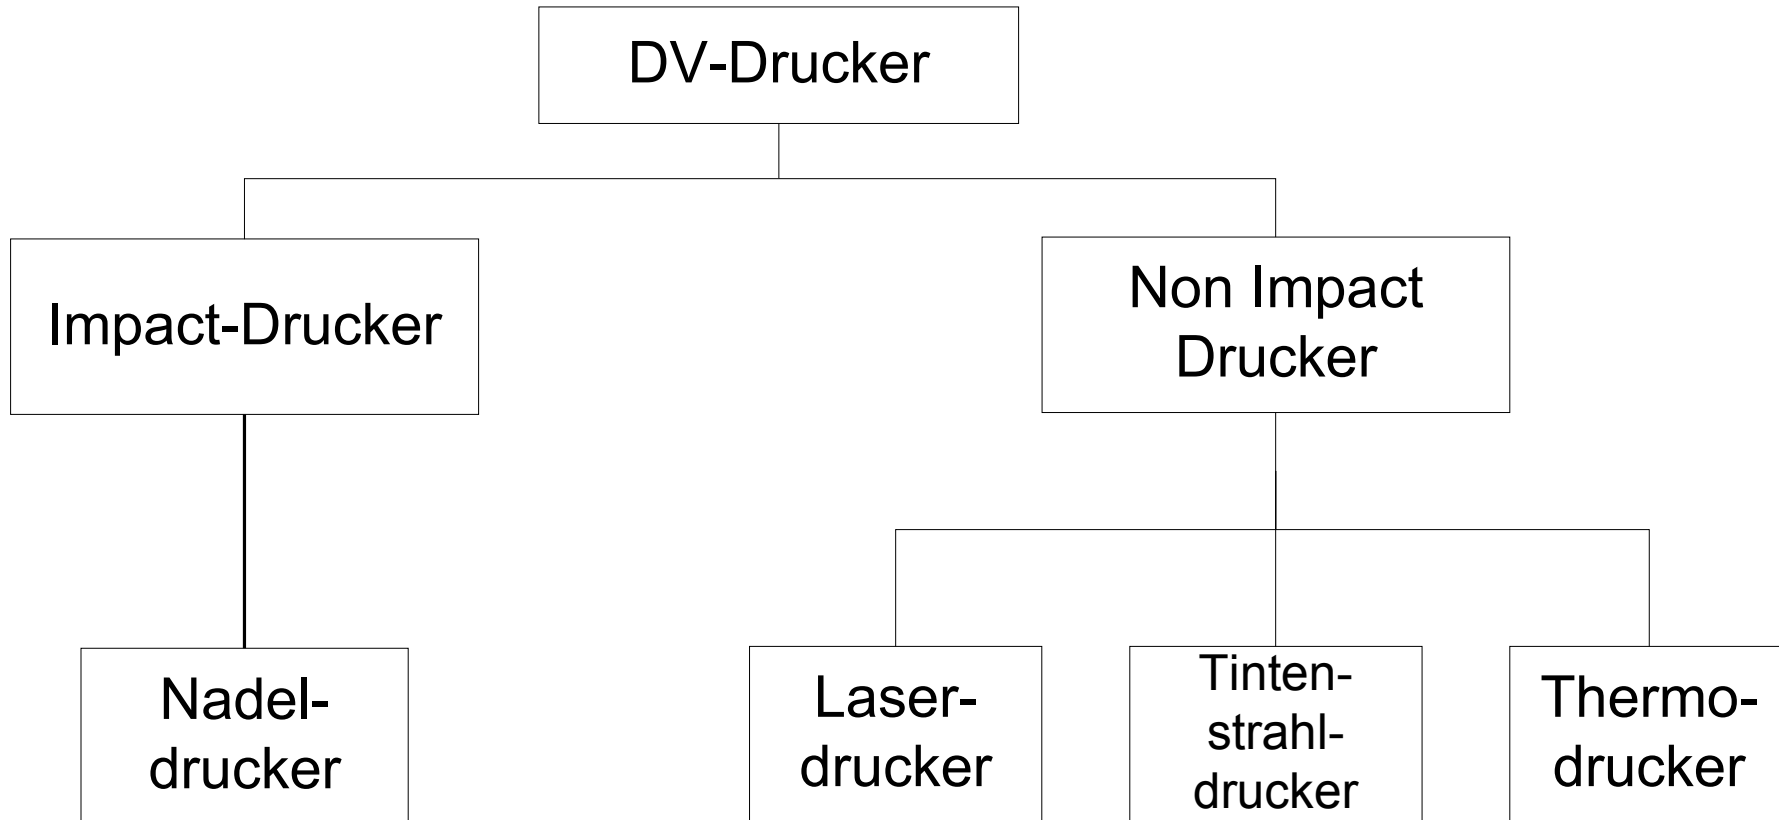 DV-Drucker
Impact-Drucker
Non Impact
Drucker
Nadel-
drucker
Laser-
drucker
Tinten-
strahl-
drucker
Thermo-
drucker